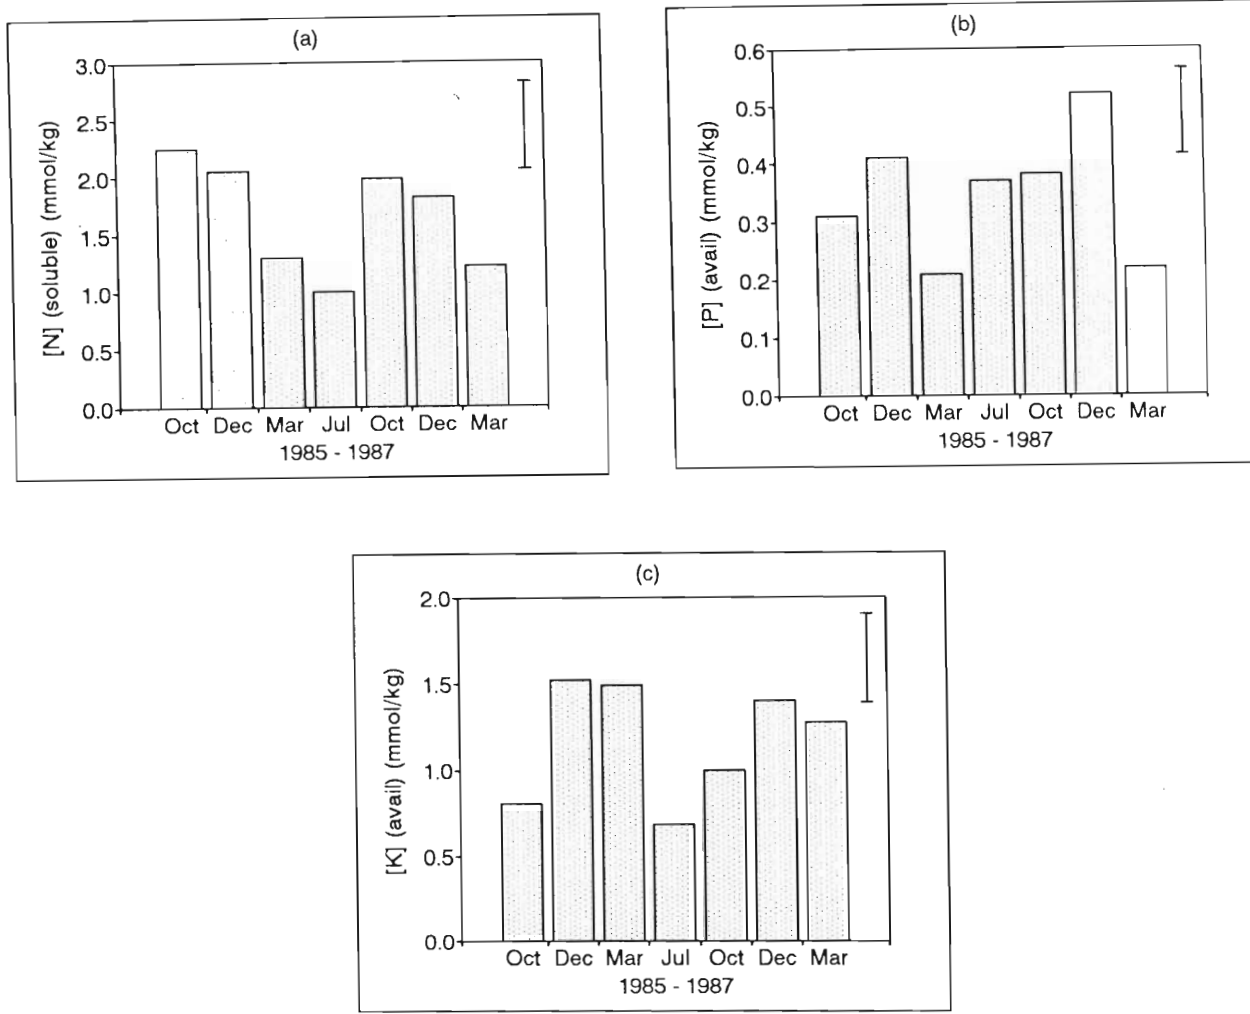 (a)
[N] (soluble) (mmol/kg)
3.0
2.5
2.0
1.5
1.0
0.5
0.0
Oct Dec Mar Jul Oct Dec Mar
1985 - 1987
(b)
[P] (avail) (mmol/kg)
0.6
0.5
0.4
0.3
0.2
0.1
0.0
Oct Dec Mar Jul Oct Dec Mar
1985 - 1987
(c)
[K] (avail) (mmol/kg)
2.0
1.5
1.0
0.5
0.0
Oct Dec Mar Jul Oct Dec Mar
1985 - 1987